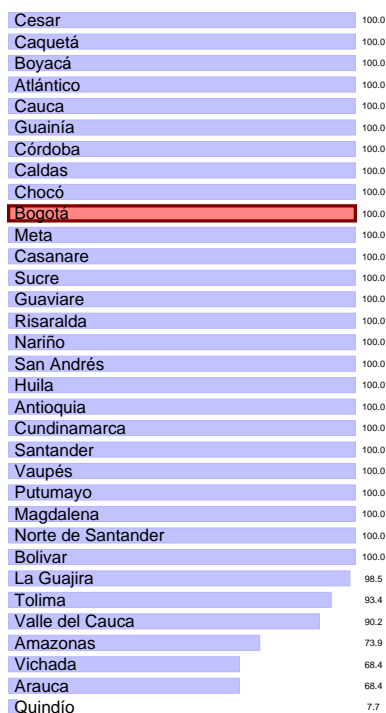 Cesar 100.0
Caquetá 100.0
Boyacá 100.0
Atlántico 100.0
Cauca 100.0
Guainía 100.0
Córdoba 100.0
Caldas 100.0
Chocó 100.0
Bogotá 100.0
Meta 100.0
Casanare 100.0
Sucre 100.0
Guaviare 100.0
Risaralda 100.0
Nariño 100.0
San Andrés 100.0
Huila 100.0
Antioquia 100.0
Cundinamarca 100.0
Santander 100.0
Vaupés 100.0
Putumayo 100.0
Magdalena 100.0
Norte de Santander 100.0
Bolivar 100.0
La Guajira 98.5
Tolima 93.4
Valle del Cauca 90.2
Amazonas 73.9
Vichada 68.4
Arauca 68.4
Quindío 7.7